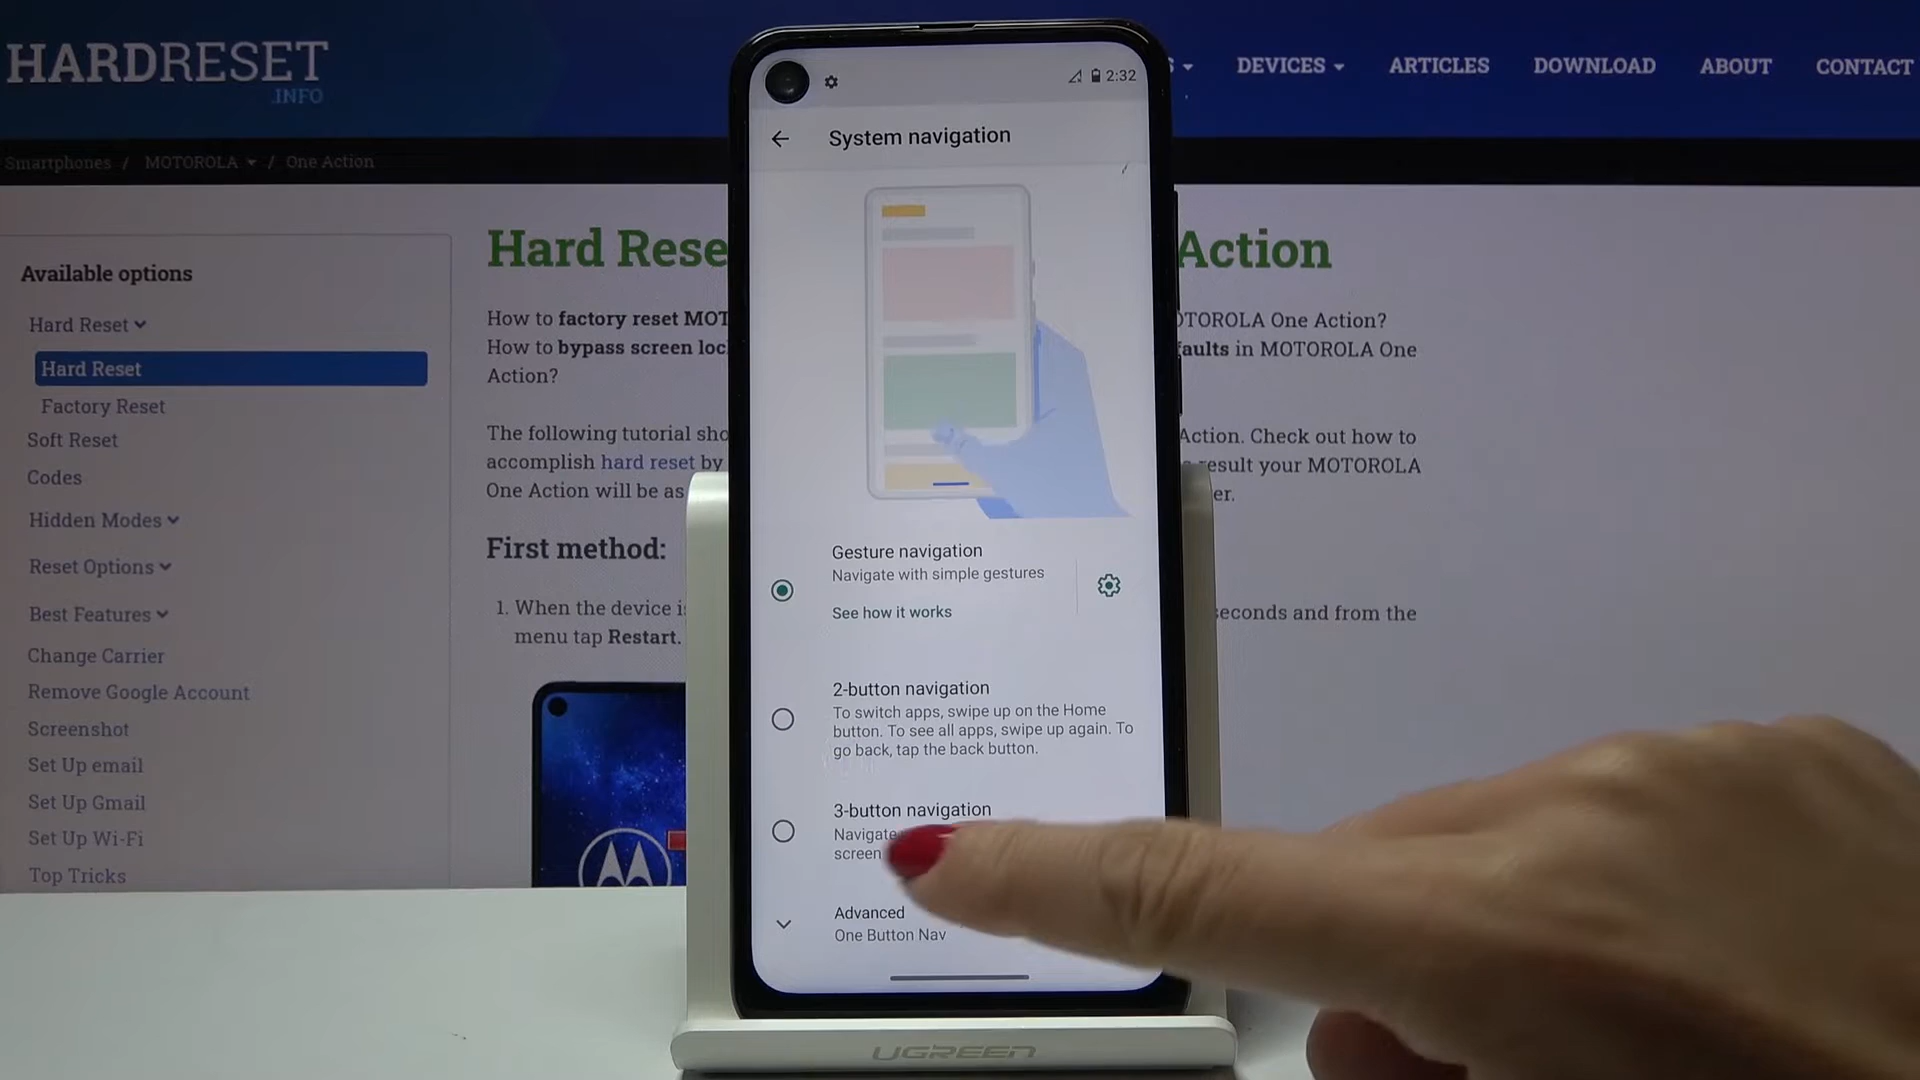 HARDRESET
.INFO
DEVICES
ARTICLES
DOWNLOAD
ABOUT
CONTACT
Smartphones / MOTOROLA / One Action
2:32
System navigation
Gesture navigation
Navigate with simple gestures
See how it works
2-button navigation
To switch apps, swipe up on the Home
button. To see all apps, swipe up again. To
go back, tap the back button.
3-button navigation
Navigate
screen
Advanced
One Button Nav
Available options
Hard Reset
Hard Reset
Factory Reset
Soft Reset
Codes
Hidden Modes
Reset Options
Best Features
Change Carrier
Remove Google Account
Screenshot
Set Up email
Set Up Gmail
Set Up Wi-Fi
Top Tricks
Hard Rese Action
How to factory reset MOT OTOROLA One Action?
How to bypass screen loc aults in MOTOROLA One
Action?
The following tutorial sho Action. Check out how to
accomplish hard reset by result your MOTOROLA
One Action will be as er.
First method:
1. When the device i seconds and from the
menu tap Restart.
UGREEN